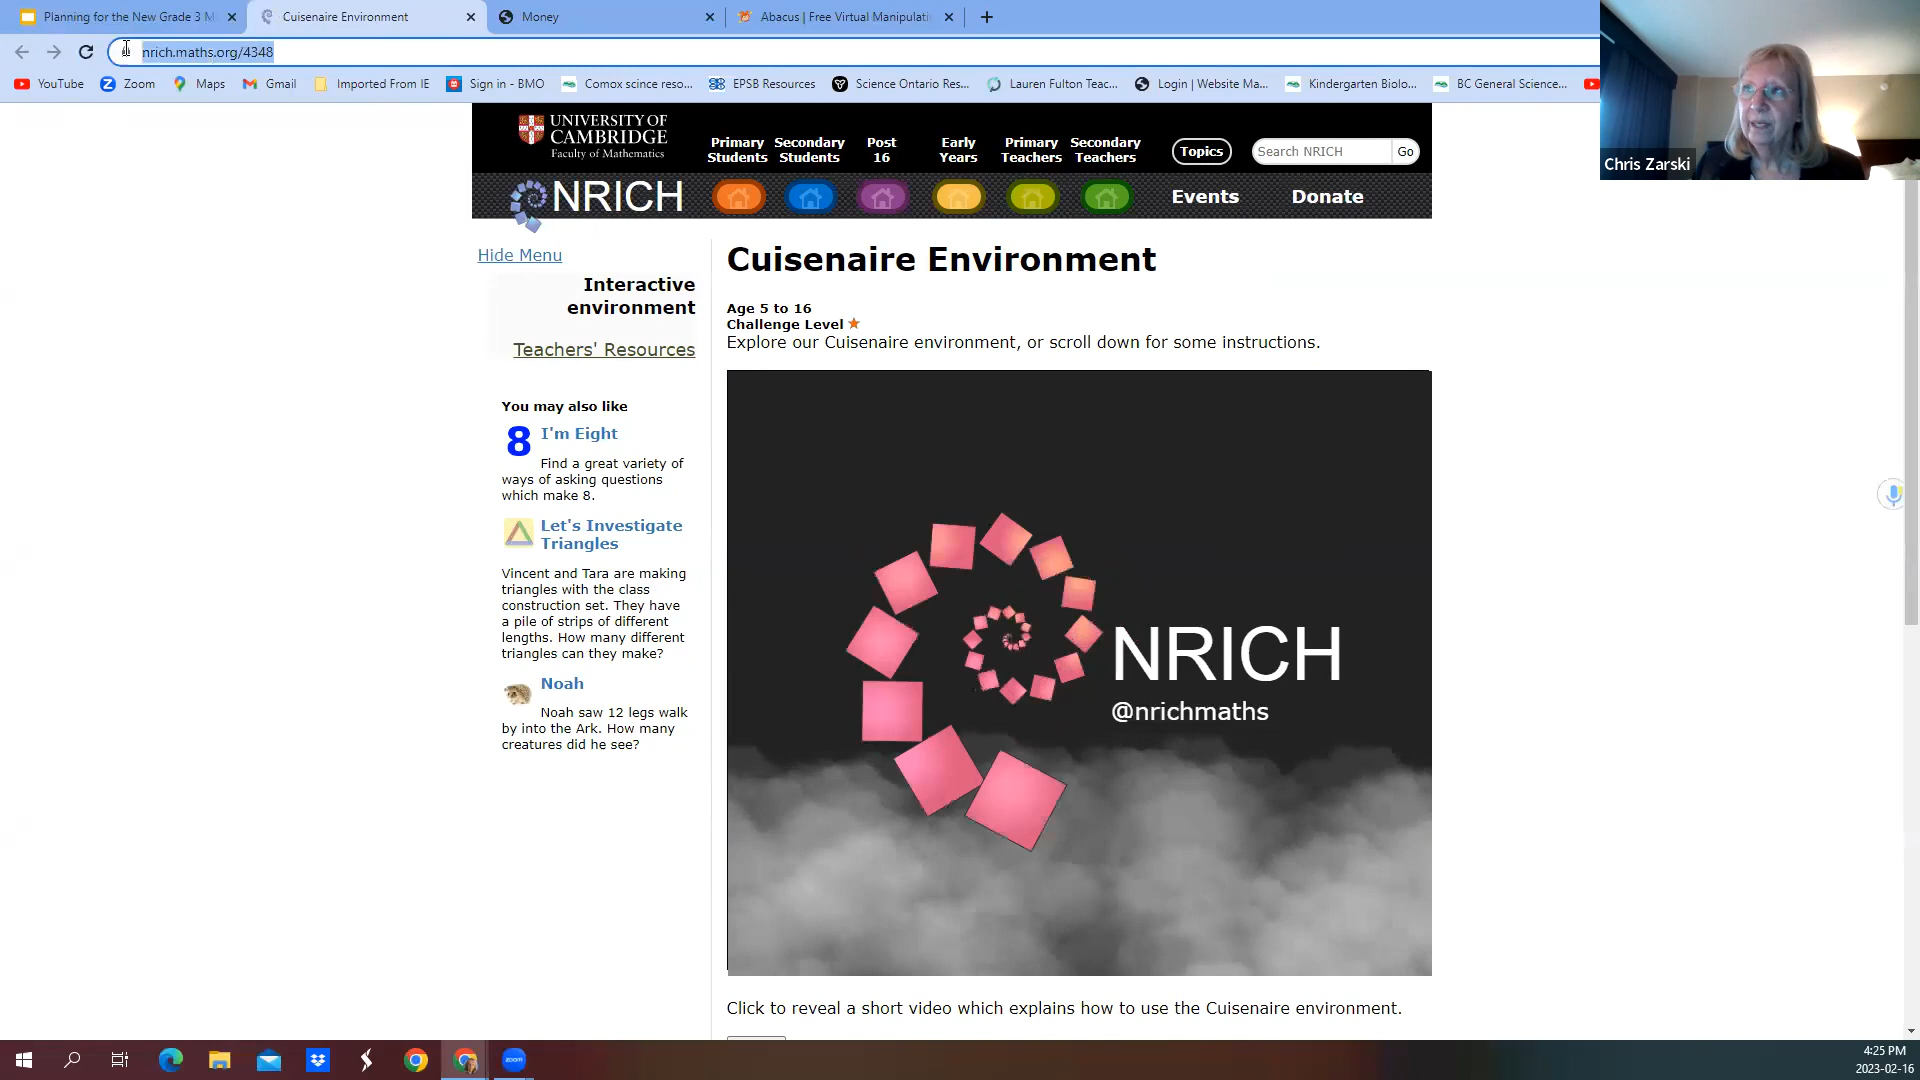 Planning for the New Grade 3 M
Cuisenaire Environment
Money
Abacus | Free Virtual Manipulati
nrich.maths.org/4348
YouTube
Zoom
Maps
Gmail
Imported From IE
Sign in - BMO
Comox scince reso...
EPSB Resources
Science Ontario Res...
Lauren Fulton Teac...
Login | Website Ma...
Kindergarten Biolo...
BC General Science...
Chris Zarski
UNIVERSITY OF
CAMBRIDGE
Faculty of Mathematics
Primary
Students
Secondary
Students
Post
16
Early
Years
Primary
Teachers
Secondary
Teachers
Topics
Search NRICH
Go
NRICH
Events
Donate
Hide Menu
Interactive
environment
Teachers' Resources
You may also like
8
I'm Eight
Find a great variety of
ways of asking questions
which make 8.
Let's Investigate
Triangles
Vincent and Tara are making
triangles with the class
construction set. They have
a pile of strips of different
lengths. How many different
triangles can they make?
Noah
Noah saw 12 legs walk
by into the Ark. How many
creatures did he see?
Cuisenaire Environment
Age 5 to 16
Challenge Level
Explore our Cuisenaire environment, or scroll down for some instructions.
NRICH
@nrichmaths
Click to reveal a short video which explains how to use the Cuisenaire environment.
zoom
4:25 PM
2023-02-16